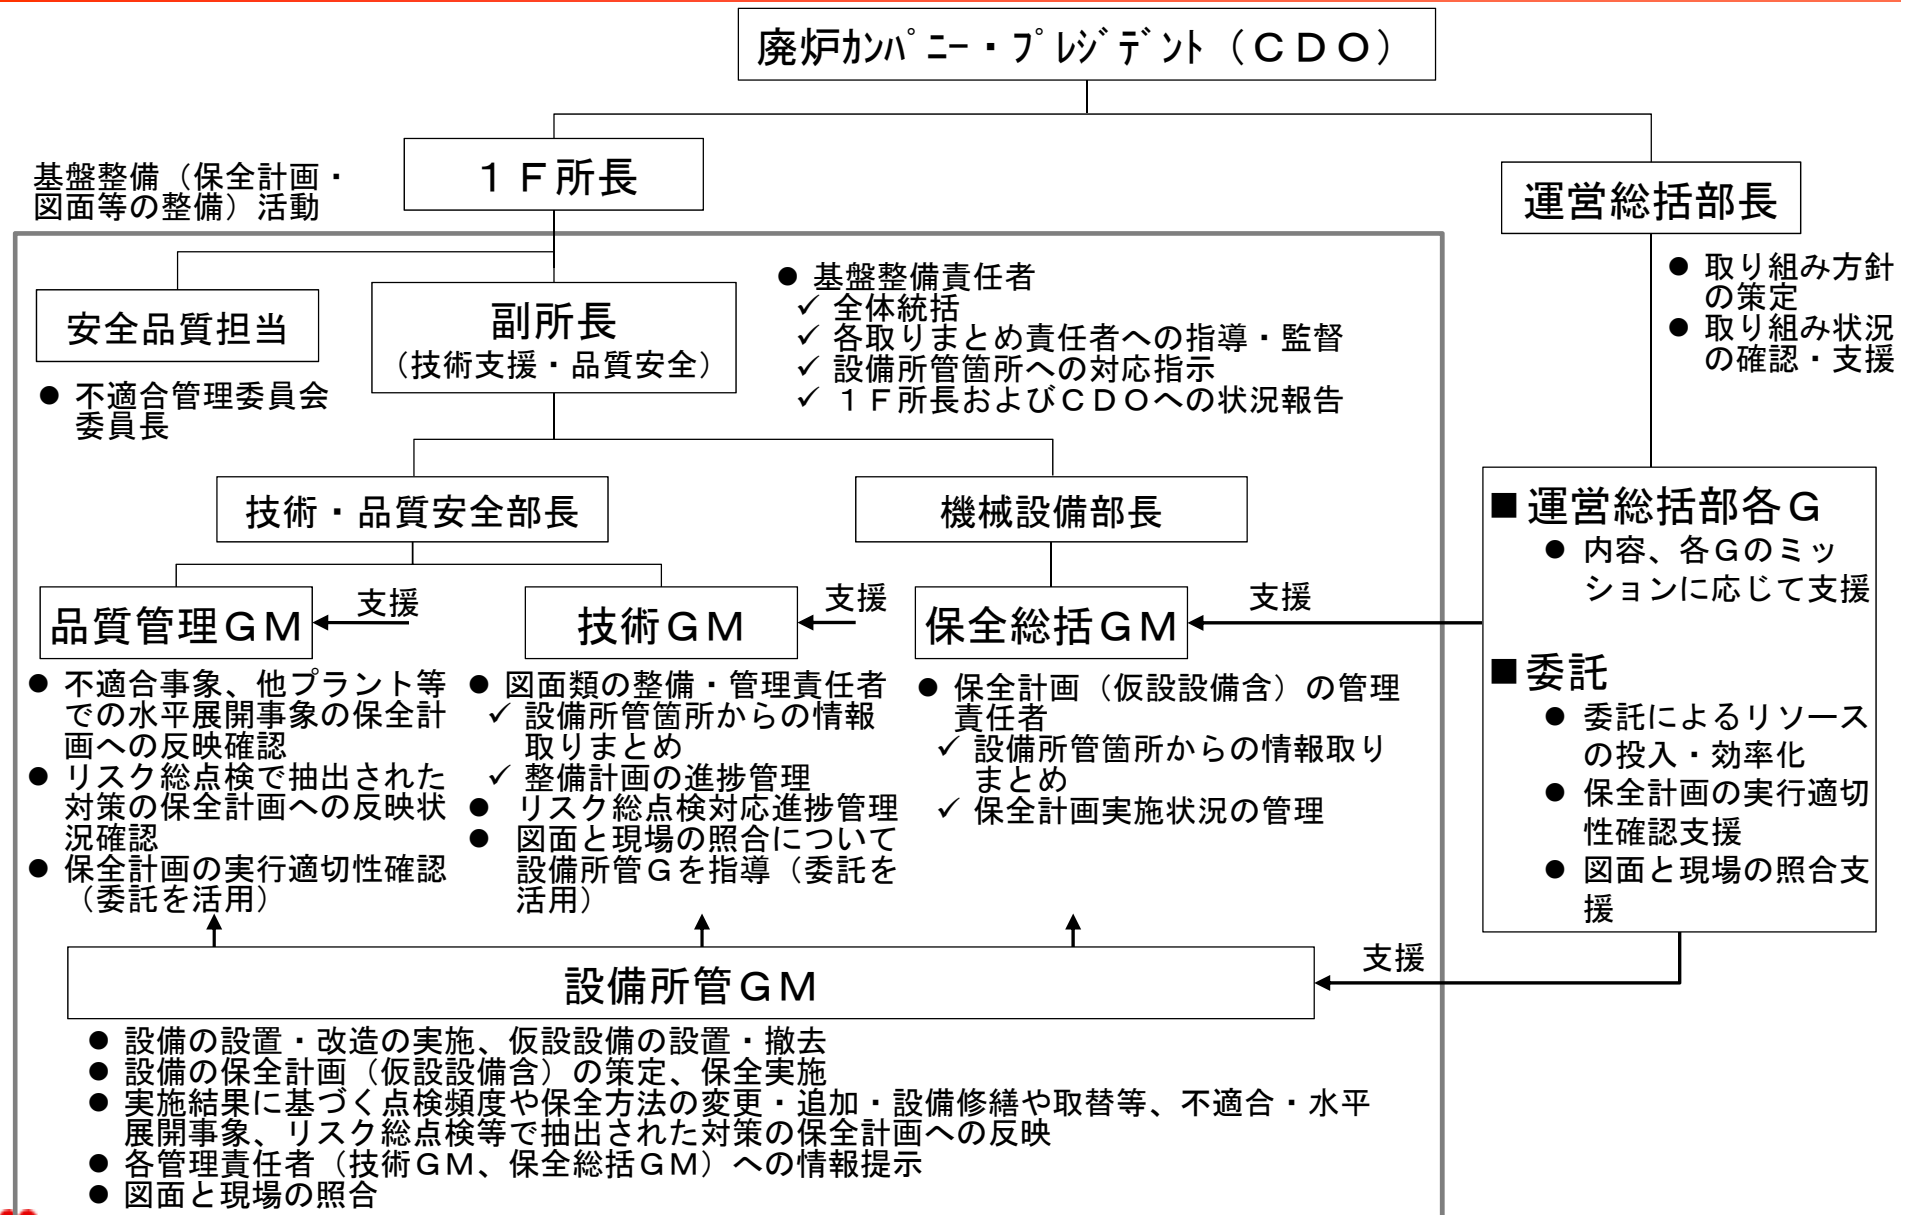 廃炉ｶﾝﾊﾟﾆｰ・ﾌﾟﾚｼﾞﾃﾞﾝﾄ（ＣＤＯ）
基盤整備（保全計画・
図面等の整備）活動
１Ｆ所長
運営総括部長
● 取り組み方針
の策定
● 取り組み状況
の確認・支援
安全品質担当
● 不適合管理委員会
委員長
副所長
（技術支援・品質安全）
● 基盤整備責任者
✓ 全体統括
✓ 各取りまとめ責任者への指導・監督
✓ 設備所管箇所への対応指示
✓ １Ｆ所長およびＣＤＯへの状況報告
技術・品質安全部長
機械設備部長
品質管理ＧＭ
支援
技術ＧＭ
支援
保全総括ＧＭ
支援
● 不適合事象、他プラント等
での水平展開事象の保全計
画への反映確認
● リスク総点検で抽出された
対策の保全計画への反映状
況確認
● 保全計画の実行適切性確認
（委託を活用）
● 図面類の整備・管理責任者
✓ 設備所管箇所からの情報
取りまとめ
✓ 整備計画の進捗管理
● リスク総点検対応進捗管理
● 図面と現場の照合について
設備所管Ｇを指導（委託を
活用）
● 保全計画（仮設設備含）の管理
責任者
✓ 設備所管箇所からの情報取り
まとめ
✓ 保全計画実施状況の管理
■ 運営総括部各Ｇ
● 内容、各Ｇのミッ
ションに応じて支援
■ 委託
● 委託によるリソース
の投入・効率化
● 保全計画の実行適切
性確認支援
● 図面と現場の照合支
援
支援
設備所管ＧＭ
● 設備の設置・改造の実施、仮設設備の設置・撤去
● 設備の保全計画（仮設設備含）の策定、保全実施
● 実施結果に基づく点検頻度や保全方法の変更・追加・設備修繕や取替等、不適合・水平
展開事象、リスク総点検等で抽出された対策の保全計画への反映
● 各管理責任者（技術ＧＭ、保全総括ＧＭ）への情報提示
● 図面と現場の照合